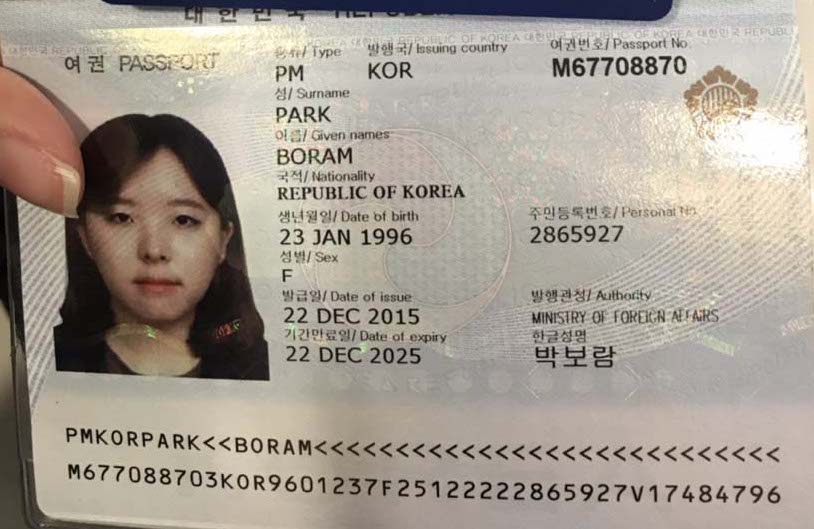 대한민국
여권 PASSPORT
종류/ Type 발행국/ Issuing country 여권번호/ Passport No.
PM KOR M67708870
성/ Surname
PARK
이름/ Given names
BORAM
국적/ Nationality
REPUBLIC OF KOREA
생년월일/ Date of birth 주민등록번호/ Personal No.
23 JAN 1996 2865927
성별/ Sex
F
발급일/ Date of issue 발행관청/ Authority
22 DEC 2015 MINISTRY OF FOREIGN AFFAIRS
기간만료일/ Date of expiry 한글성명
22 DEC 2025 박보람
PMKORPARK<<BORAM<<<<<<<<<<<<<<<<<<<<<<<<<<<<
M677088703KOR9601237F25122222865927V17484796